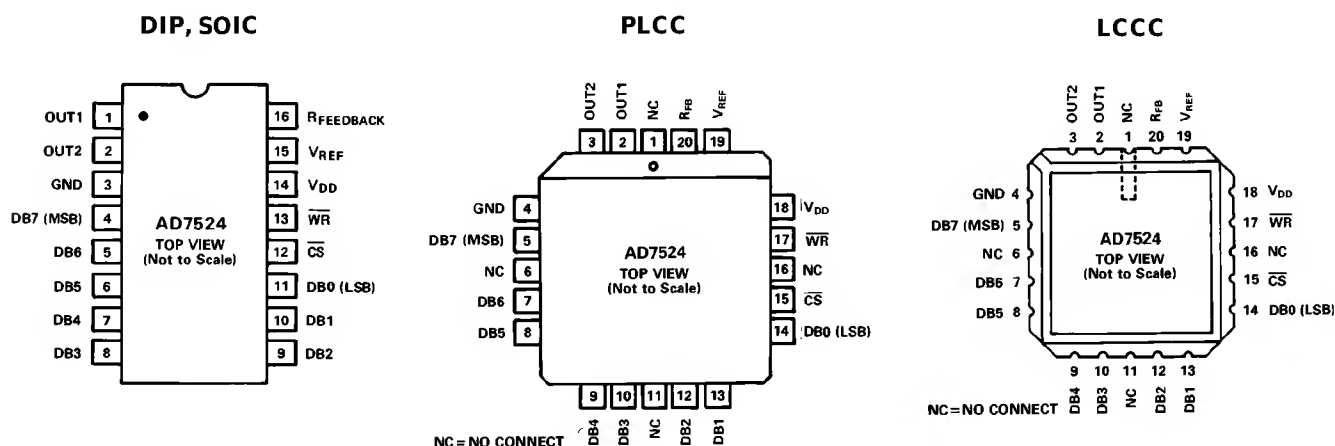 DIP, SOIC
OUT1 1
OUT2 2
GND 3
DB7 (MSB) 4
DB6 5
DB5 6
DB4 7
DB3 8
16 RFEEDBACK
15 VREF
14 VDD
13 WR
12 CS
11 DB0 (LSB)
10 DB1
9 DB2
AD7524
TOP VIEW
(Not to Scale)
PLCC
OUT2 OUT1 NC RFB VREF
3 2 1 20 19
GND 4
DB7 (MSB) 5
NC 6
DB6 7
DB5 8
18 VDD
17 WR
16 NC
15 CS
14 DB0 (LSB)
AD7524
TOP VIEW
(Not to Scale)
9 10 11 12 13
DB4 DB3 NC DB2 DB1
NC = NO CONNECT
LCCC
OUT2 OUT1 NC RFB VREF
3 2 1 20 19
GND 4
DB7 (MSB) 5
NC 6
DB6 7
DB5 8
18 VDD
17 WR
16 NC
15 CS
14 DB0 (LSB)
AD7524
TOP VIEW
(Not to Scale)
9 10 11 12 13
DB4 DB3 NC DB2 DB1
NC = NO CONNECT